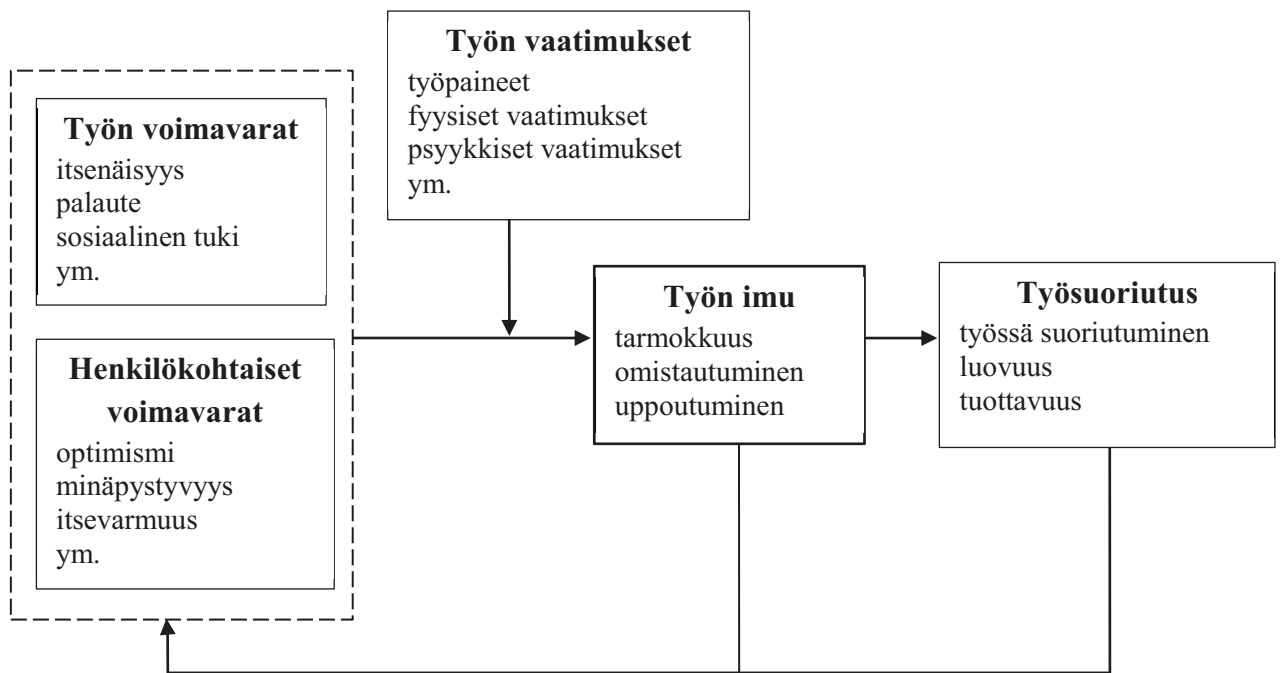 Työn vaatimukset
työpaineet
fyysiset vaatimukset
psyykkiset vaatimukset
ym.
Työn voimavarat
itsenäisyys
palaute
sosiaalinen tuki
ym.
Henkilökohtaiset
voimavarat
optimismi
minäpystyvyys
itsevarmuus
ym.
Työn imu
tarmokkuus
omistautuminen
uppoutuminen
Työsuoriutus
työssä suoriutuminen
luovuus
tuottavuus